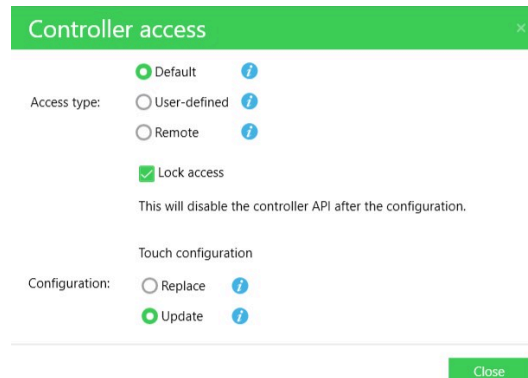 Controller access
Default
Access type:
User-defined
Remote
Lock access
This will disable the controller API after the configuration.
Touch configuration
Configuration:
Replace
Update
Close